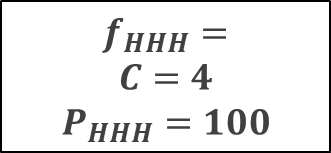 f_HHH =
C = 4
P_HHH = 100